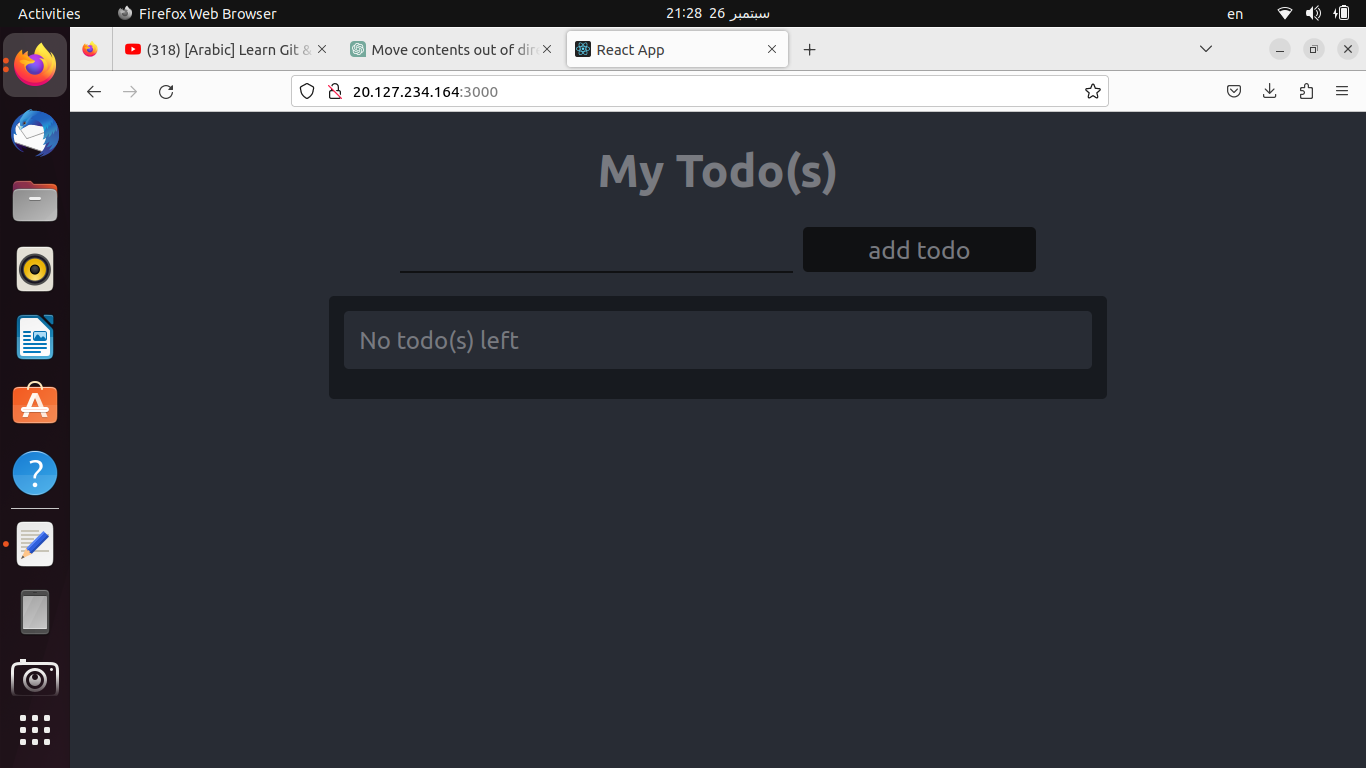 Activities
Firefox Web Browser
21:28 26 سبتمبر
en
(318) [Arabic] Learn Git &
Move contents out of dire
React App
20.127.234.164:3000
My Todo(s)
add todo
No todo(s) left